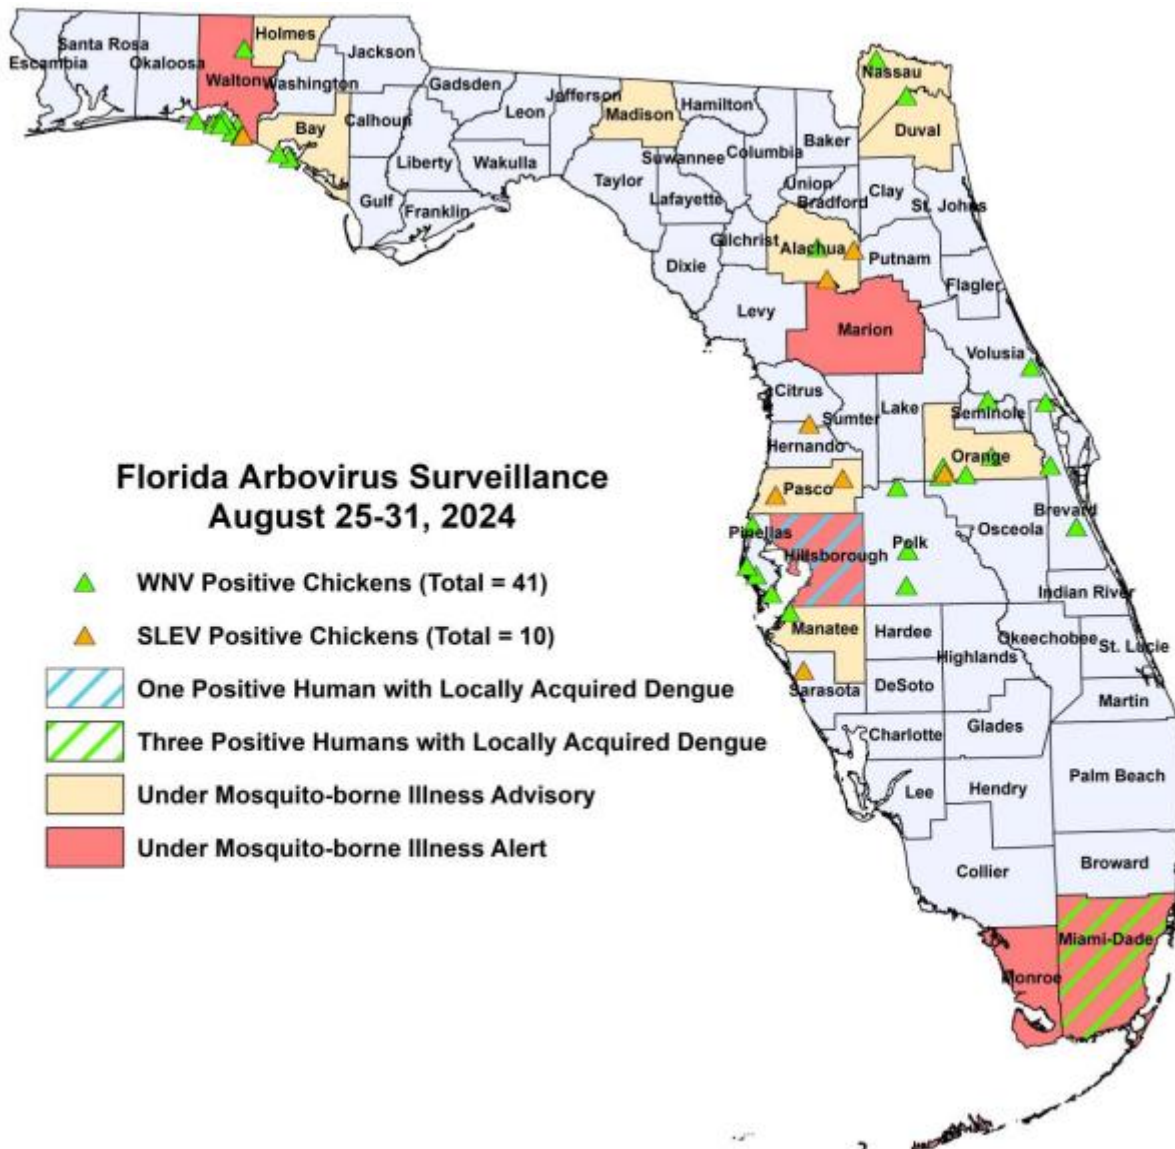 Holmes
Santa Rosa
Jackson
Escambia
Okaloosa
Walton
Washington
Gadsden
Jefferson
Hamilton
Nassau
Leon
Madison
Bay
Calhoun
Duval
Baker
Liberty
Wakulla
Suwannee
Columbia
Taylor
Union
Clay
Gulf
Franklin
Lafayette
Bradford
St. Johns
Gilchrist
Alachua
Putnam
Dixie
Flagler
Levy
Marion
Volusia
Citrus
Sumter
Lake
Seminole
Hernando
Orange
Florida Arbovirus Surveillance
August 25-31, 2024
Pasco
Brevard
Pinellas
Osceola
Hillsborough
Polk
WNV Positive Chickens (Total = 41)
Indian River
SLEV Positive Chickens (Total = 10)
Manatee
Hardee
Okeechobee
St. Lucie
Highlands
One Positive Human with Locally Acquired Dengue
Sarasota
DeSoto
Martin
Three Positive Humans with Locally Acquired Dengue
Charlotte
Glades
Palm Beach
Under Mosquito-borne Illness Advisory
Lee
Hendry
Under Mosquito-borne Illness Alert
Collier
Broward
Miami-Dade
Monroe